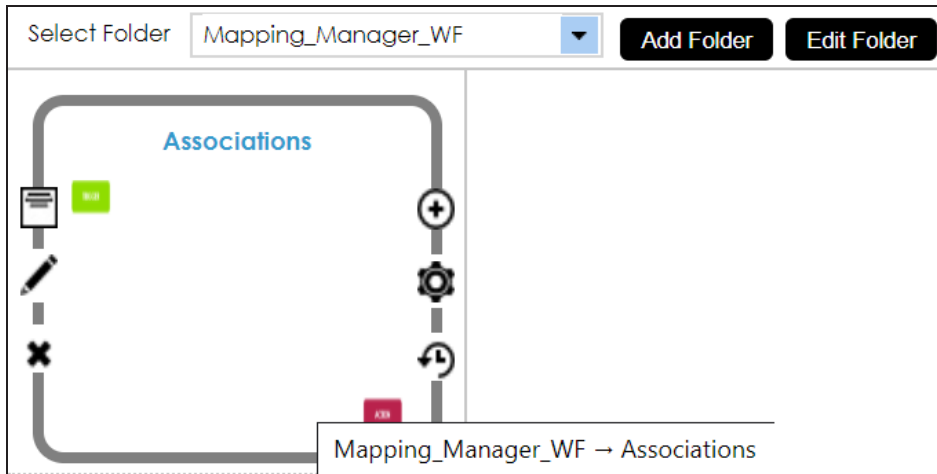 Select Folder
Mapping_Manager_WF
Add Folder
Edit Folder
Associations
Mapping_Manager_WF → Associations